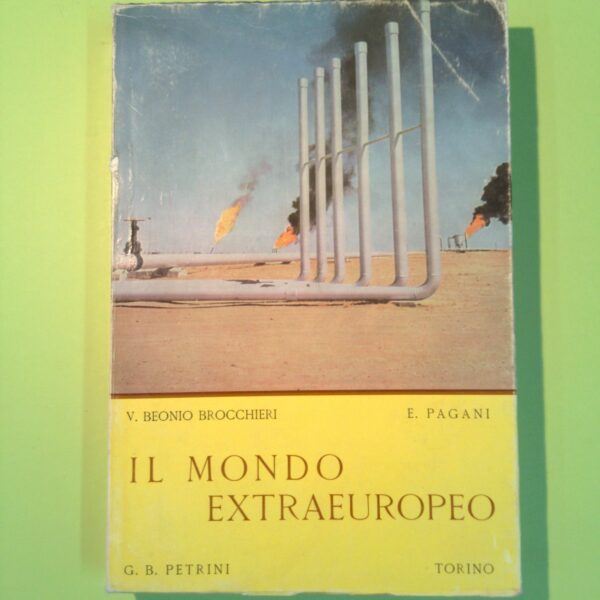 V. BEONIO BROCCHIERI E. PAGANI
IL MONDO
EXTRAEUROPEO
G. B. PETRINI TORINO